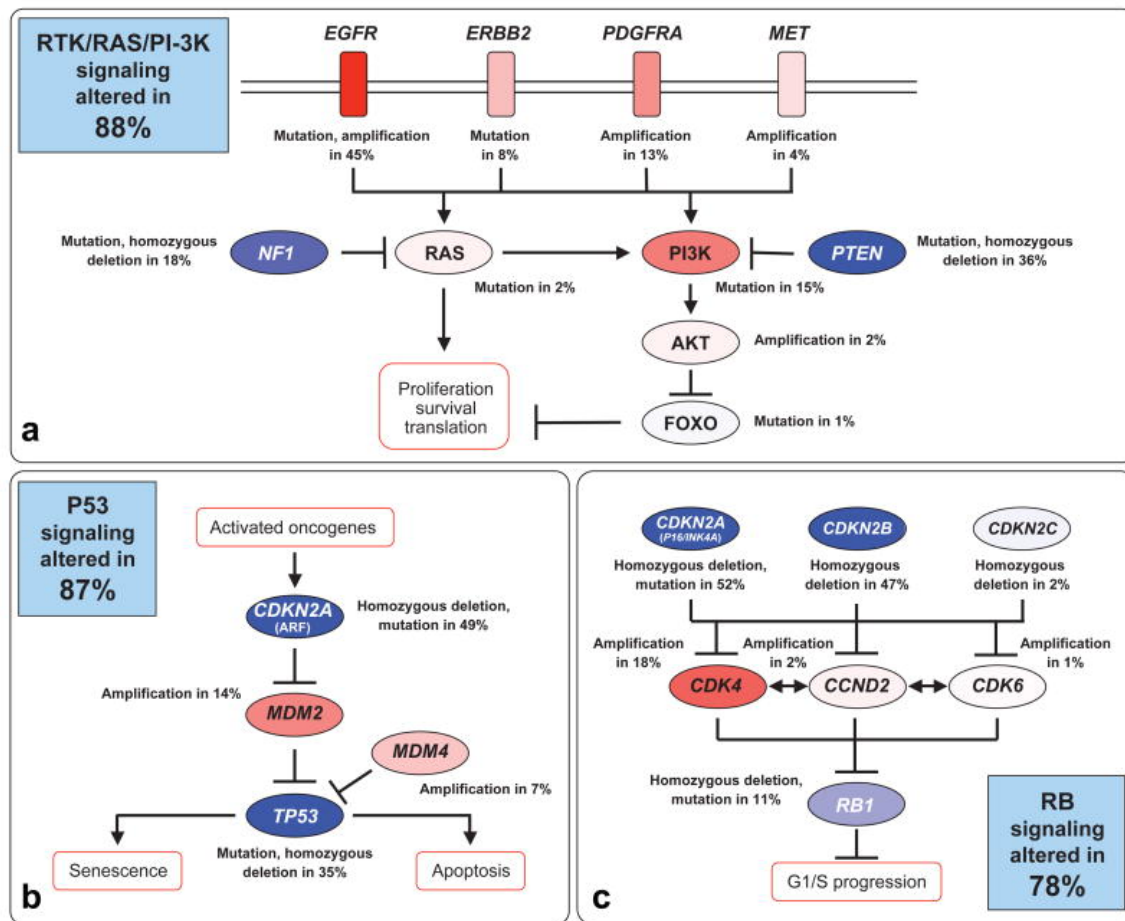 RTK/RAS/PI-3K
signaling
altered in
88%
EGFR
ERBB2
PDGFRA
MET
Mutation, amplification
in 45%
Mutation
in 8%
Amplification
in 13%
Amplification
in 4%
Mutation, homozygous
deletion in 18%
NF1
RAS
PI3K
PTEN
Mutation, homozygous
deletion in 36%
Mutation in 2%
Mutation in 15%
AKT
Amplification in 2%
Proliferation
survival
translation
FOXO
Mutation in 1%
a
P53
signaling
altered in
87%
Activated oncogenes
CDKN2A
(ARF)
Homozygous deletion,
mutation in 49%
Amplification in 14%
MDM2
MDM4
Amplification in 7%
TP53
Senescence
Mutation, homozygous
deletion in 35%
Apoptosis
b
CDKN2A
(P16/INK4A)
CDKN2B
CDKN2C
Homozygous deletion,
mutation in 52%
Homozygous
deletion in 47%
Homozygous
deletion in 2%
Amplification
in 18%
Amplification
in 2%
Amplification
in 1%
CDK4
CCND2
CDK6
Homozygous deletion,
mutation in 11%
RB1
G1/S progression
RB
signaling
altered in
78%
c